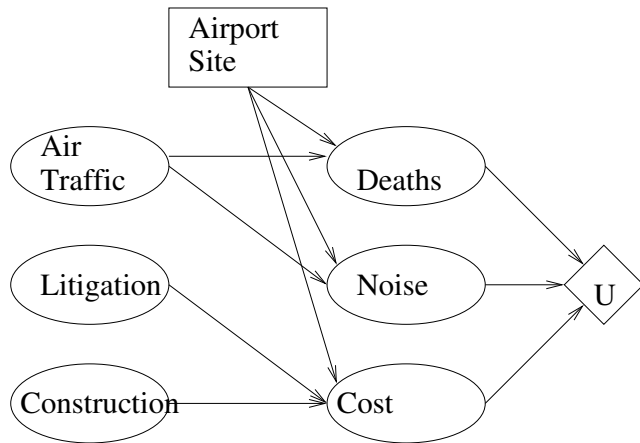 Airport
Site
Air
Traffic
Deaths
Litigation
Noise
U
Construction
Cost